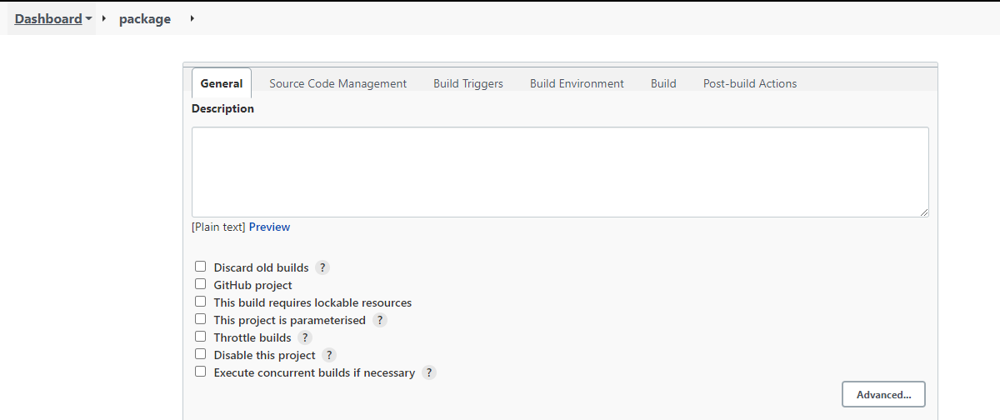 Dashboard package
General Source Code Management Build Triggers Build Environment Build Post-build Actions
Description
[Plain text] Preview
Discard old builds ?
GitHub project
This build requires lockable resources
This project is parameterised ?
Throttle builds ?
Disable this project ?
Execute concurrent builds if necessary ?
Advanced...